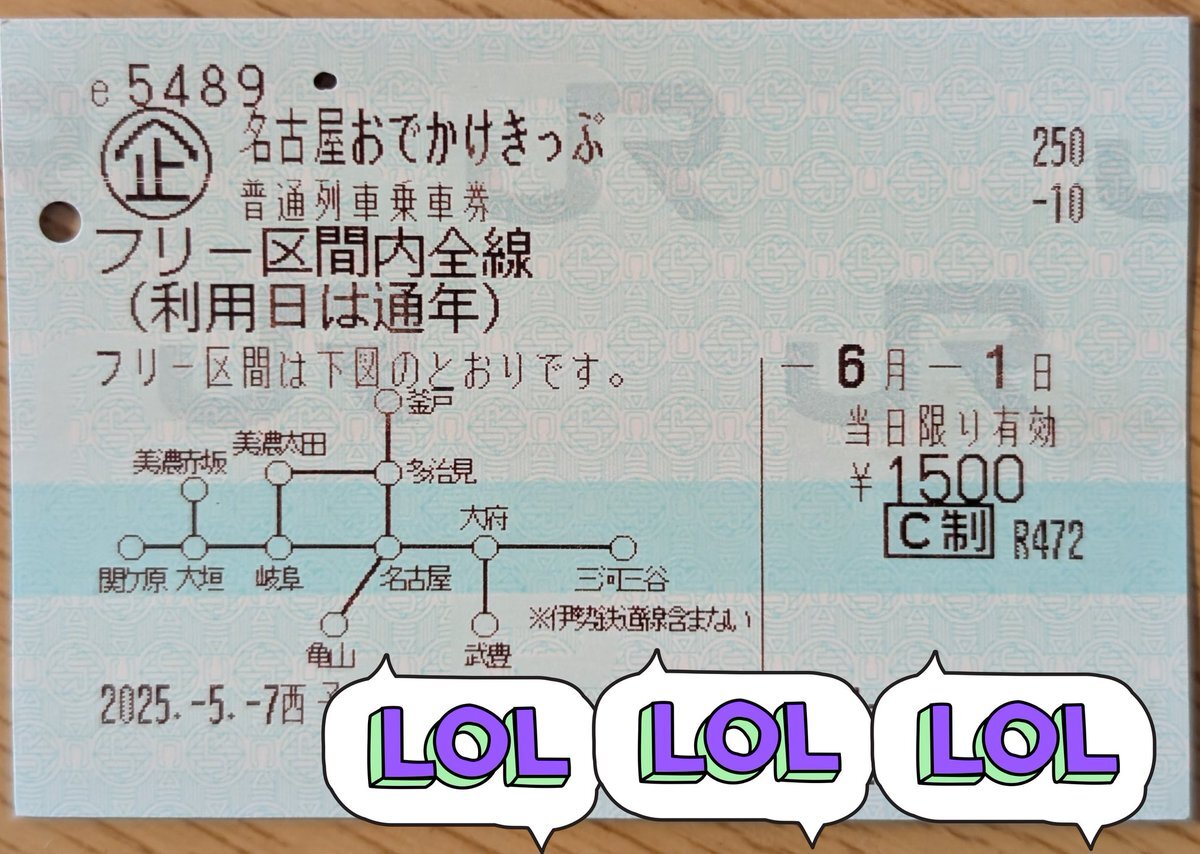 e5489
企 名古屋おでかけきっぷ
250
普通列車乗車券
-10
フリー区間内全線
(利用日は通年)
フリー区間は下図のとおりです。
- 6月- 1日
当日限り有効
¥1500
C制 R472
釜戸
美濃太田
美濃赤坂
多治見
大府
関ケ原 大垣 岐阜 名古屋 三河三谷
※伊勢鉄道線含まない
亀山 武豊
2025.-5.-7西
LOL LOL LOL